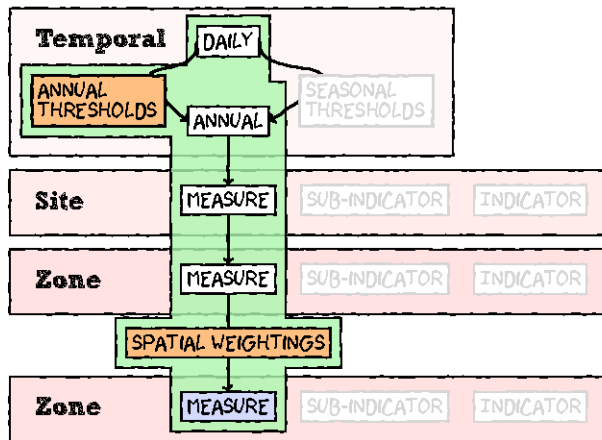 Temporal
DAILY
ANNUAL
THRESHOLDS
SEASONAL
THRESHOLDS
ANNUAL
Site
MEASURE
SUB-INDICATOR
INDICATOR
Zone
MEASURE
SUB-INDICATOR
INDICATOR
SPATIAL WEIGHTINGS
Zone
MEASURE
SUB-INDICATOR
INDICATOR